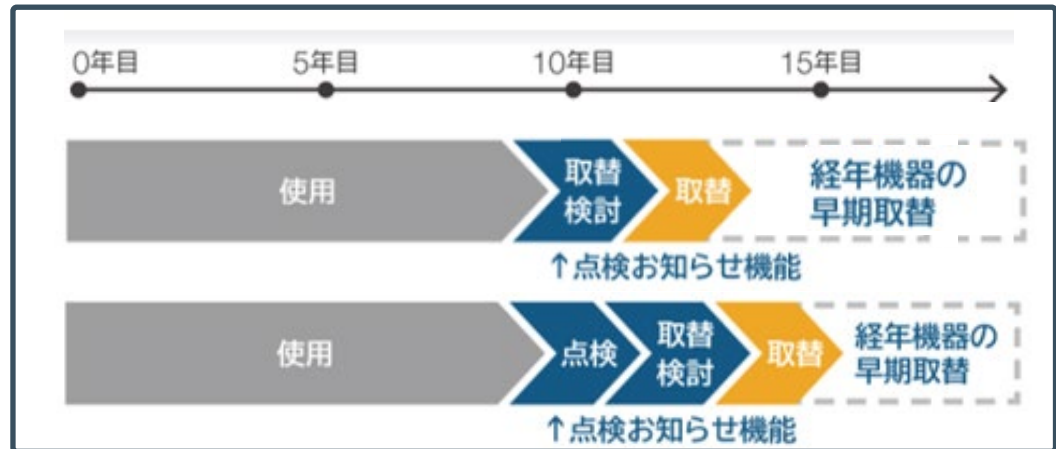 0年目 5年目 10年目 15年目
使用
取替
検討
取替
経年機器の
早期取替
↑点検お知らせ機能
使用
点検
取替
検討
取替
経年機器の
早期取替
↑点検お知らせ機能